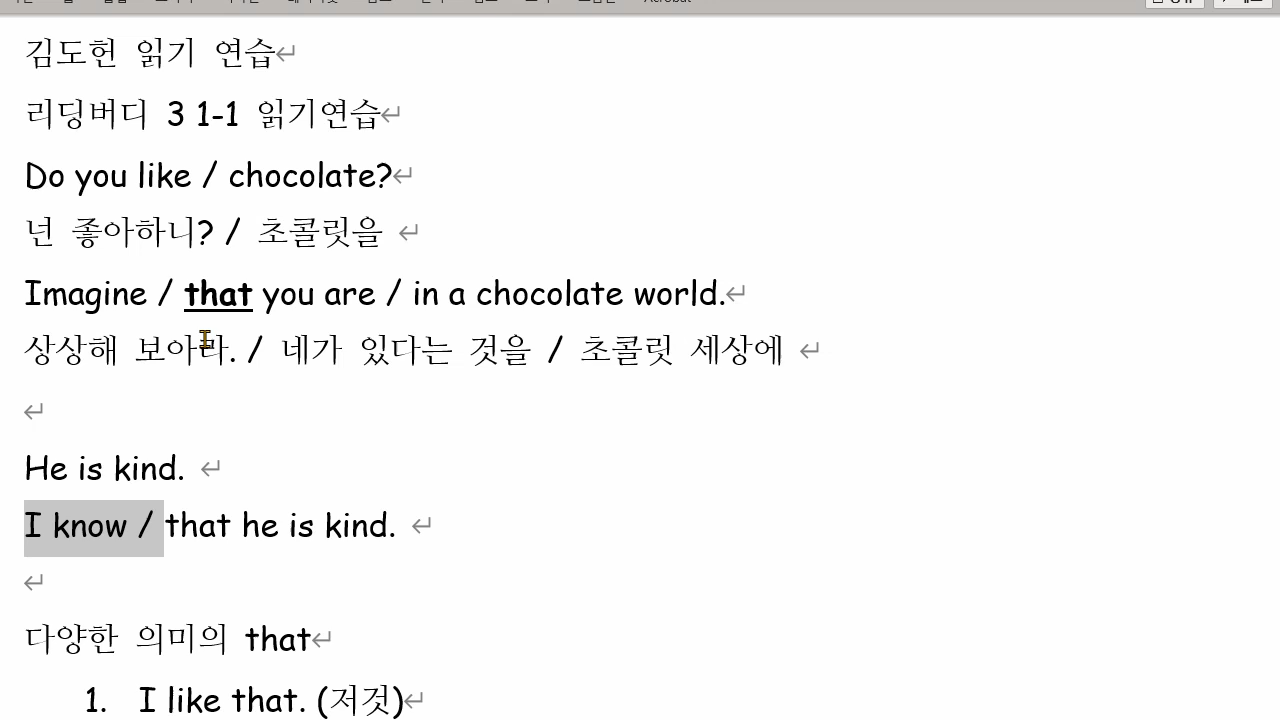 Acrobat
김도헌 읽기 연습
리딩버디 3 1-1 읽기연습
Do you like / chocolate?
넌 좋아하니? / 초콜릿을
Imagine / that you are / in a chocolate world.
상상해 보아라. / 네가 있다는 것을 / 초콜릿 세상에
He is kind.
I know / that he is kind.
다양한 의미의 that
1. I like that. (저것)